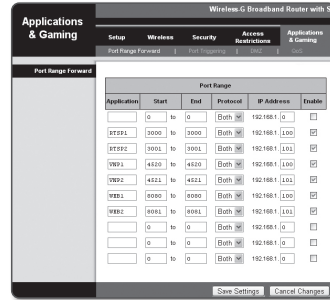 Wireless-G Broadband Router with S
Applications & Gaming
Setup Wireless Security Access Restrictions Applications & Gaming
Port Range Forward | Port Triggering | DMZ | QoS
Port Range Forward
Port Range
Application Start End Protocol IP Address Enable
0 to 0 Both 192.168.1. 0
RTSP1 3000 to 3000 Both 192.168.1. 100
RTSP2 3001 to 3001 Both 192.168.1. 101
VNP1 4520 to 4520 Both 192.168.1. 100
VNP2 4521 to 4521 Both 192.168.1. 101
WEB1 8080 to 8080 Both 192.168.1. 100
WEB2 8081 to 8081 Both 192.168.1. 101
0 to 0 Both 192.168.1. 0
0 to 0 Both 192.168.1. 0
0 to 0 Both 192.168.1. 0
Save Settings Cancel Changes